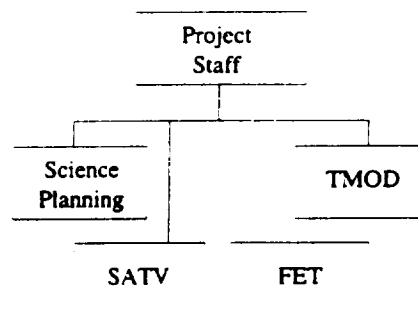 Project
Staff
Science
Planning
TMOD
SATV
FET